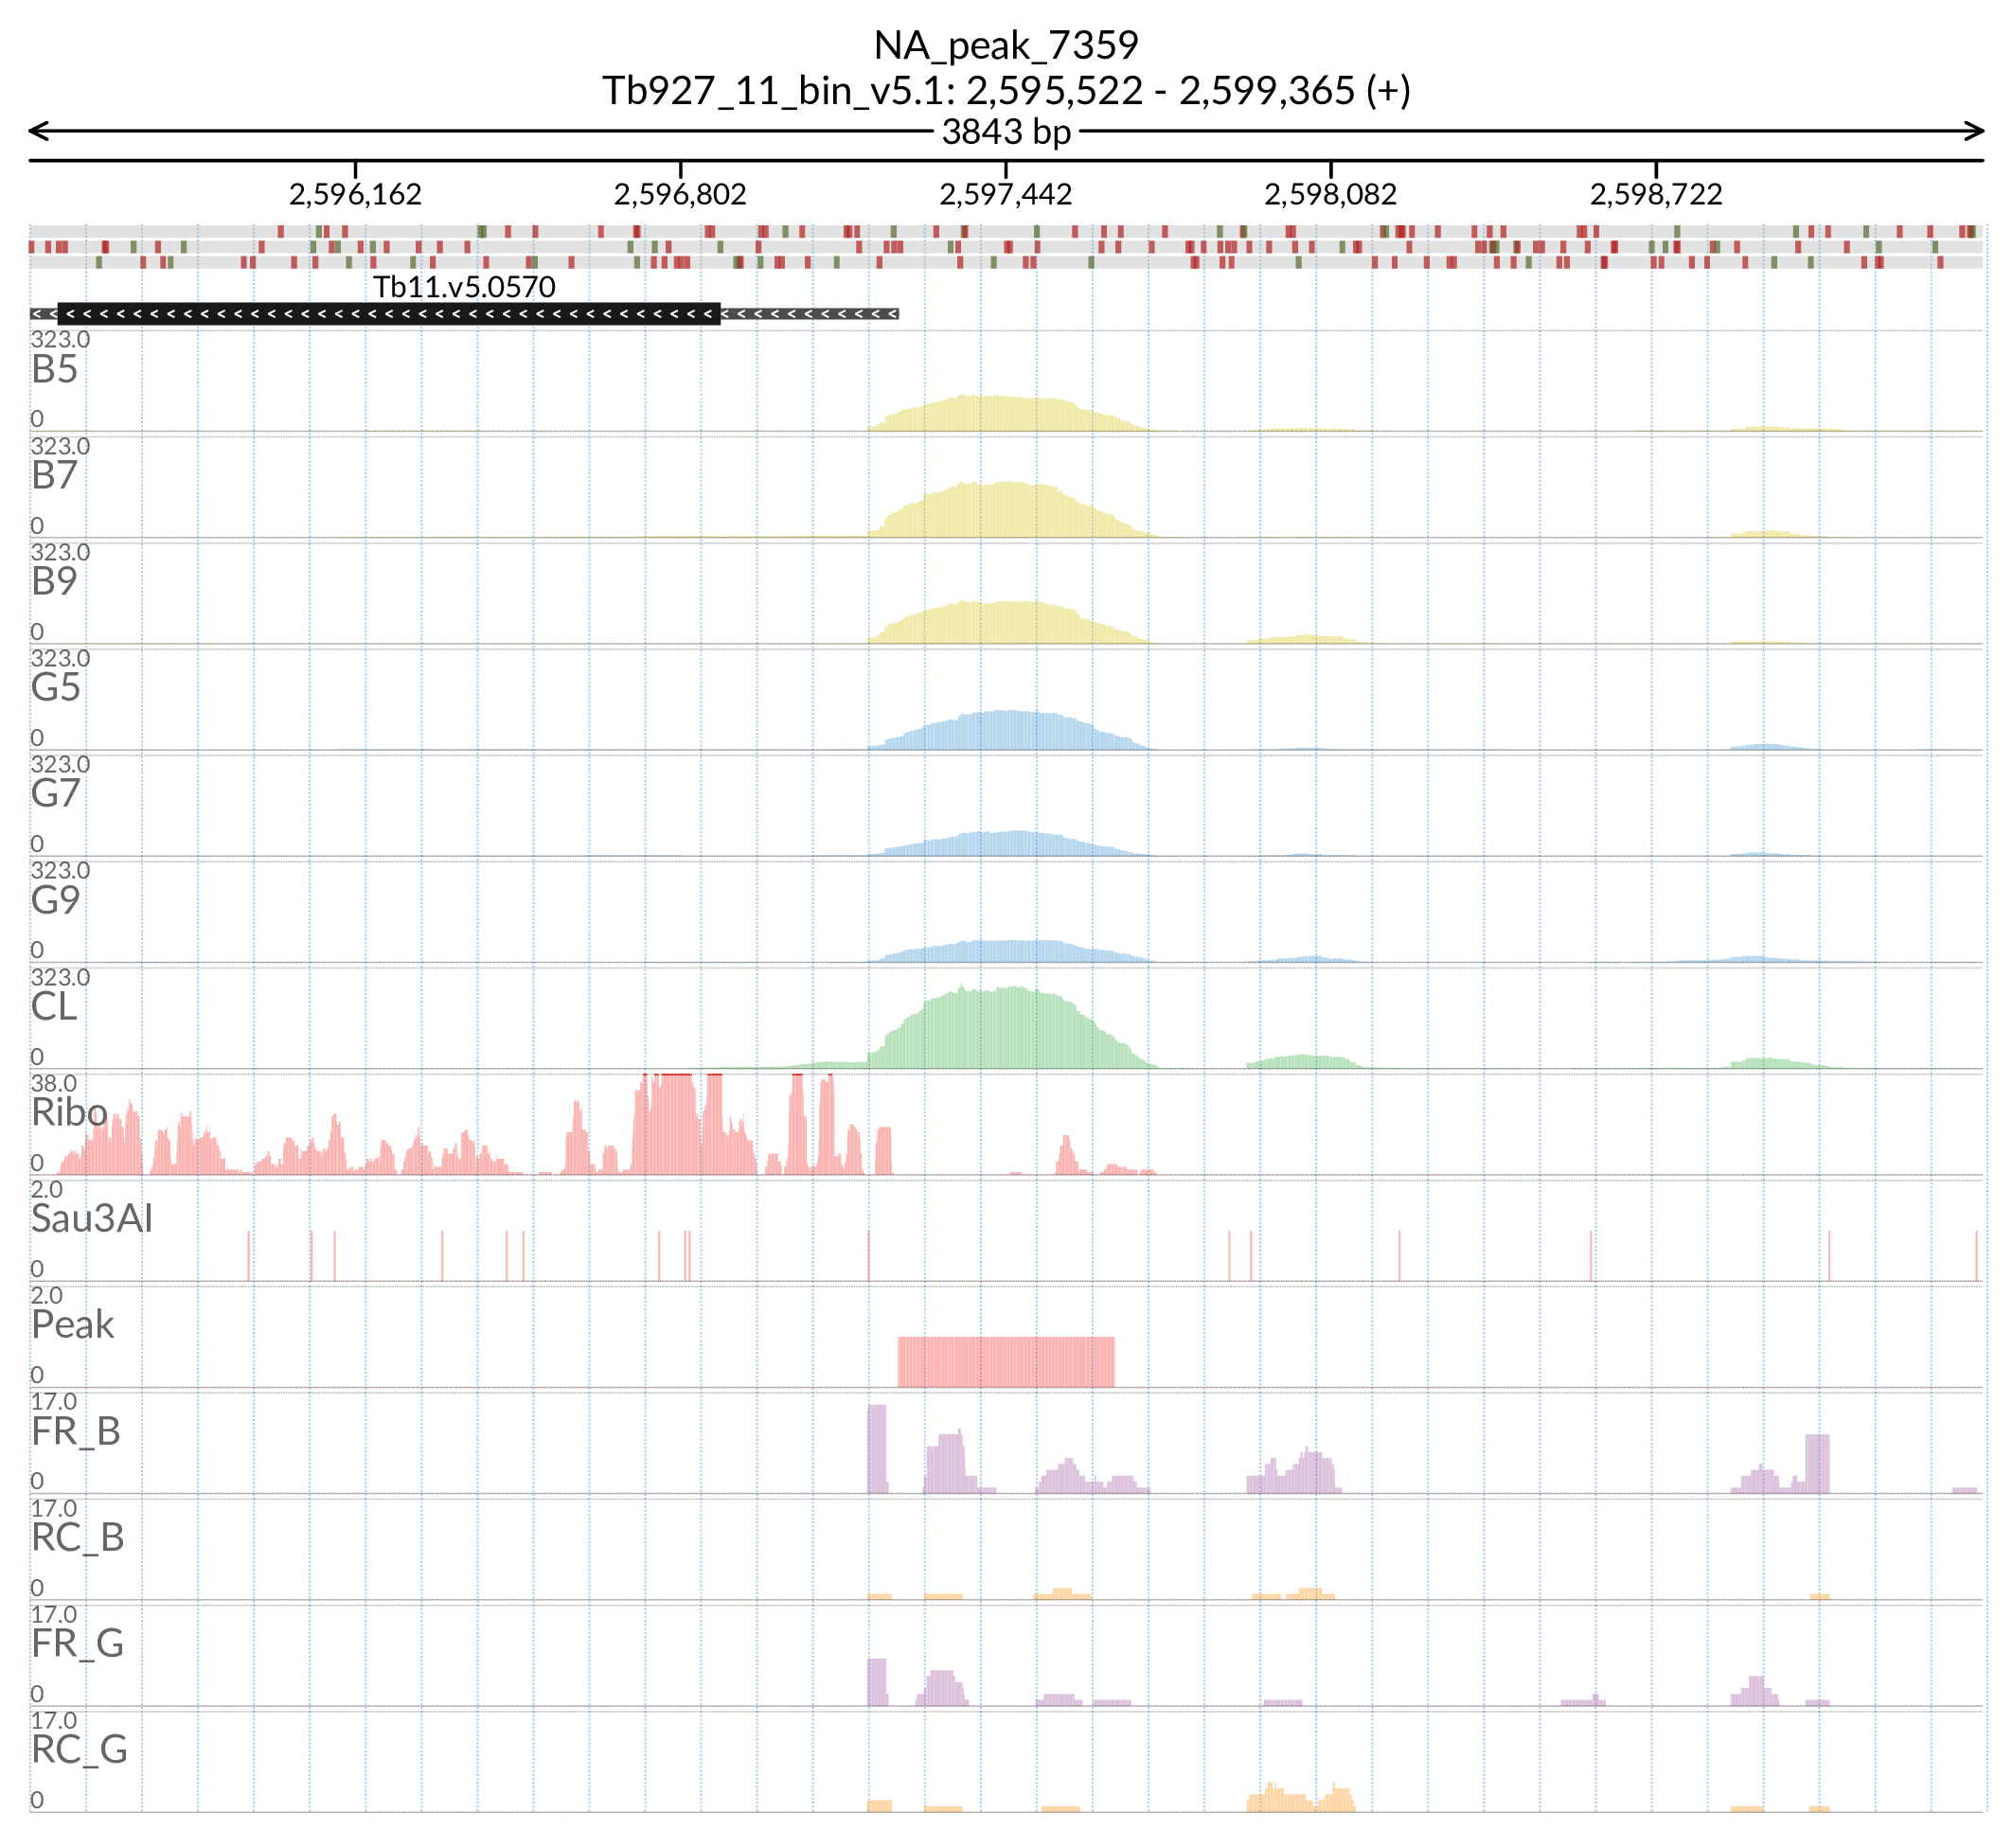 NA_peak_7359
Tb927_11_bin_v5.1: 2,595,522 - 2,599,365 (+)
3843 bp
2,596,162 2,596,802 2,597,442 2,598,082 2,598,722
Tb11.v5.0570
323.0
B5
0
323.0
B7
0
323.0
B9
0
323.0
G5
0
323.0
G7
0
323.0
G9
0
323.0
CL
0
38.0
Ribo
0
2.0
Sau3AI
0
2.0
Peak
0
17.0
FR_B
0
17.0
RC_B
0
17.0
FR_G
0
17.0
RC_G
0